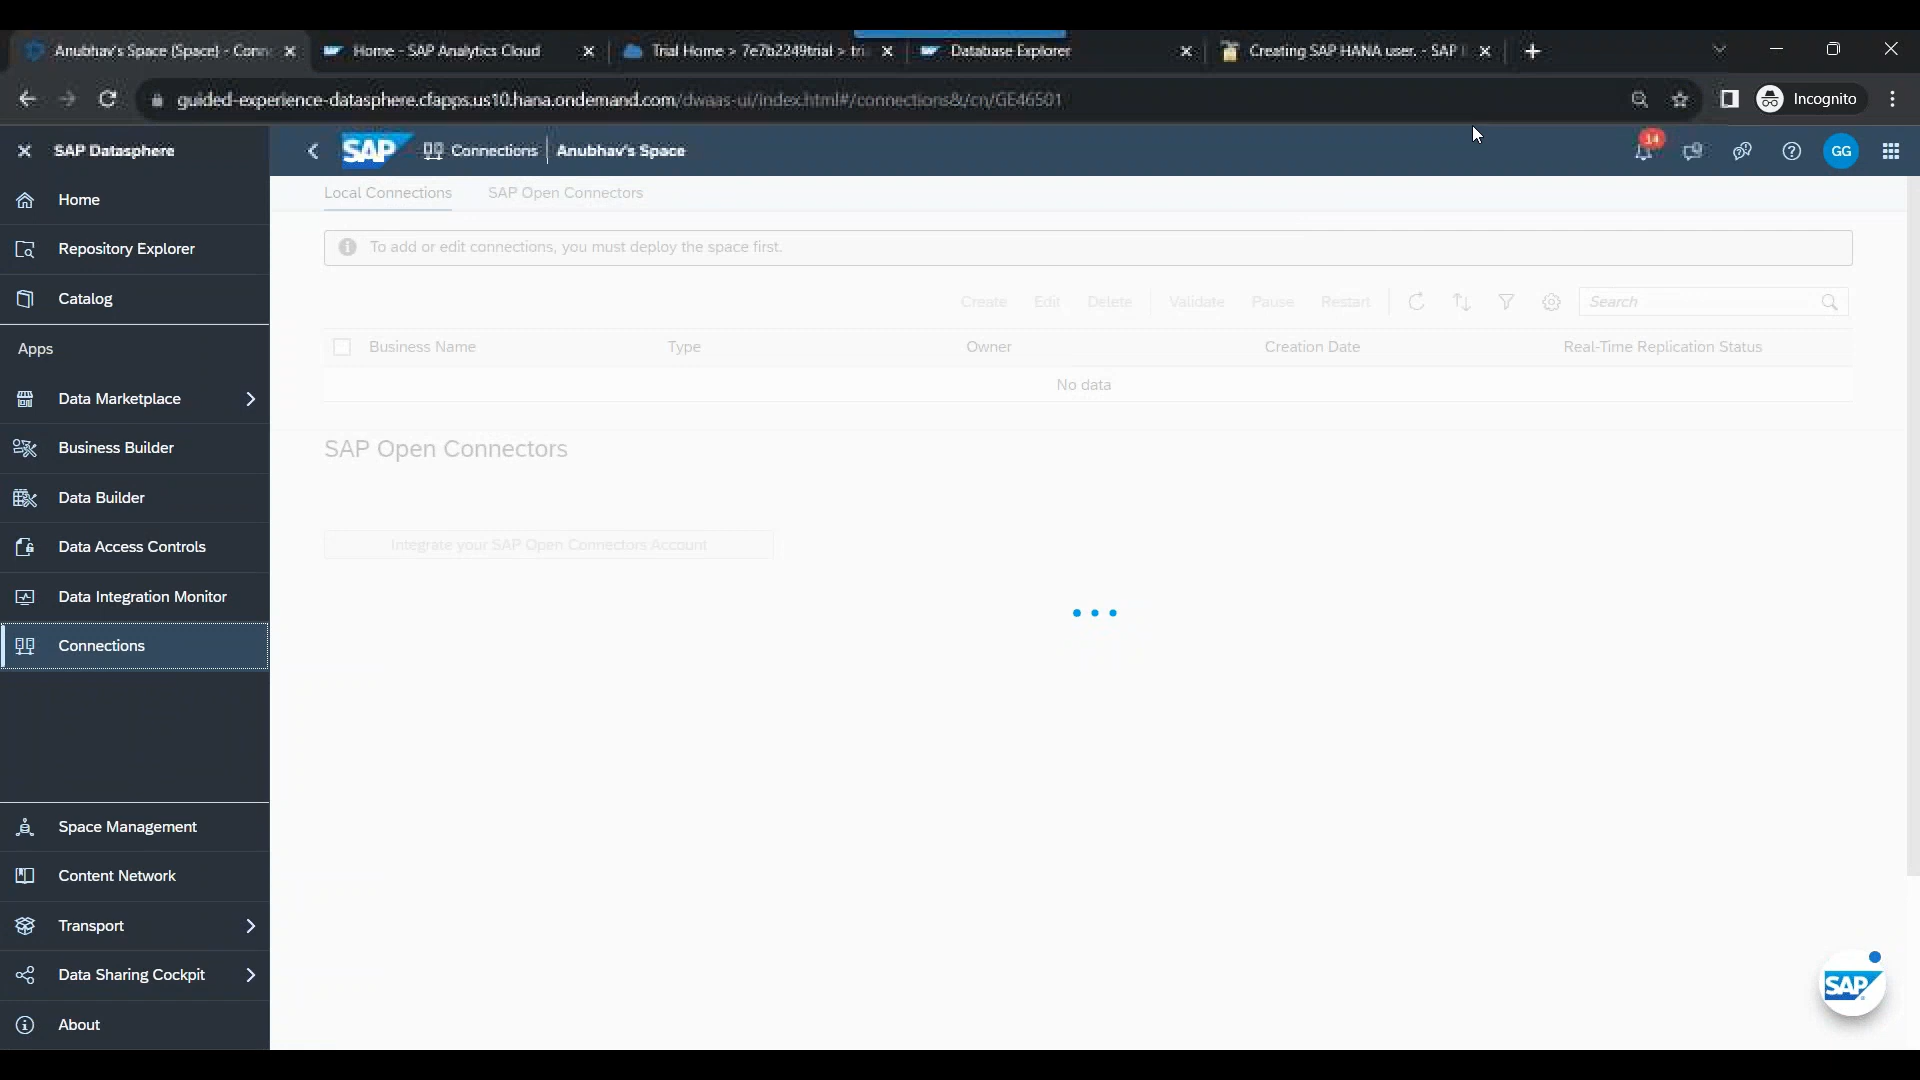 Anubhav's Space (Space) - Conn
Home - SAP Analytics Cloud
Trial Home > 7e7b2249trial > tri
Database Explorer
Creating SAP HANA user. - SAP
guided-experience-datasphere.cfapps.us10.hana.ondemand.com/dwaas-ui/index.html#/connections&/cn/GE46501
Incognito
SAP Datasphere
SAP
Connections
Anubhav's Space
14
GG
Home
Repository Explorer
Catalog
Apps
Data Marketplace
Business Builder
Data Builder
Data Access Controls
Data Integration Monitor
Connections
Space Management
Content Network
Transport
Data Sharing Cockpit
About
Local Connections
SAP Open Connectors
To add or edit connections, you must deploy the space first.
Create Edit Delete Validate Pause Restart Search
Business Name Type Owner Creation Date Real-Time Replication Status
No data
SAP Open Connectors
Integrate your SAP Open Connectors Account
SAP